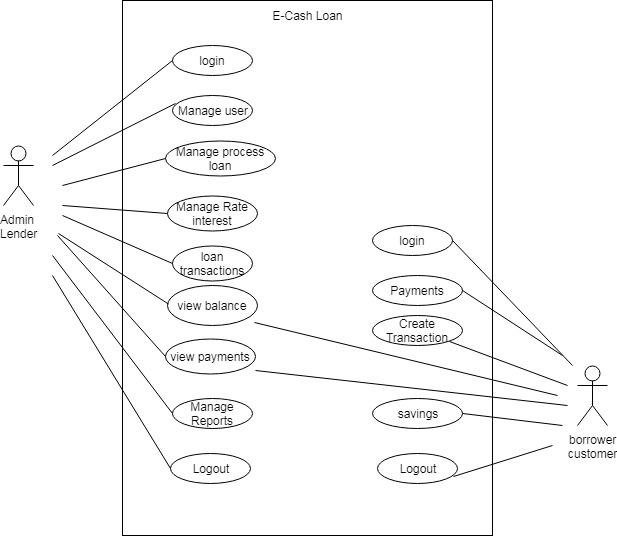 E-Cash Loan
login
Manage user
Manage process
loan
Manage Rate
interest
loan
transactions
view balance
view payments
Manage
Reports
Logout
Admin
Lender
login
Payments
Create
Transaction
savings
Logout
borrower
customer